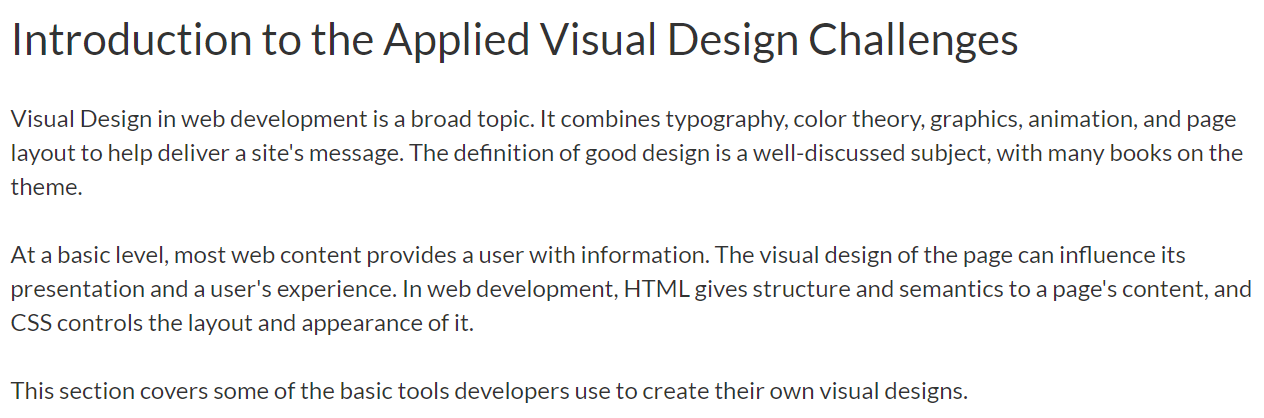 Introduction to the Applied Visual Design Challenges
Visual Design in web development is a broad topic. It combines typography, color theory, graphics, animation, and page
layout to help deliver a site's message. The definition of good design is a well-discussed subject, with many books on the
theme.
At a basic level, most web content provides a user with information. The visual design of the page can influence its
presentation and a user's experience. In web development, HTML gives structure and semantics to a page's content, and
CSS controls the layout and appearance of it.
This section covers some of the basic tools developers use to create their own visual designs.